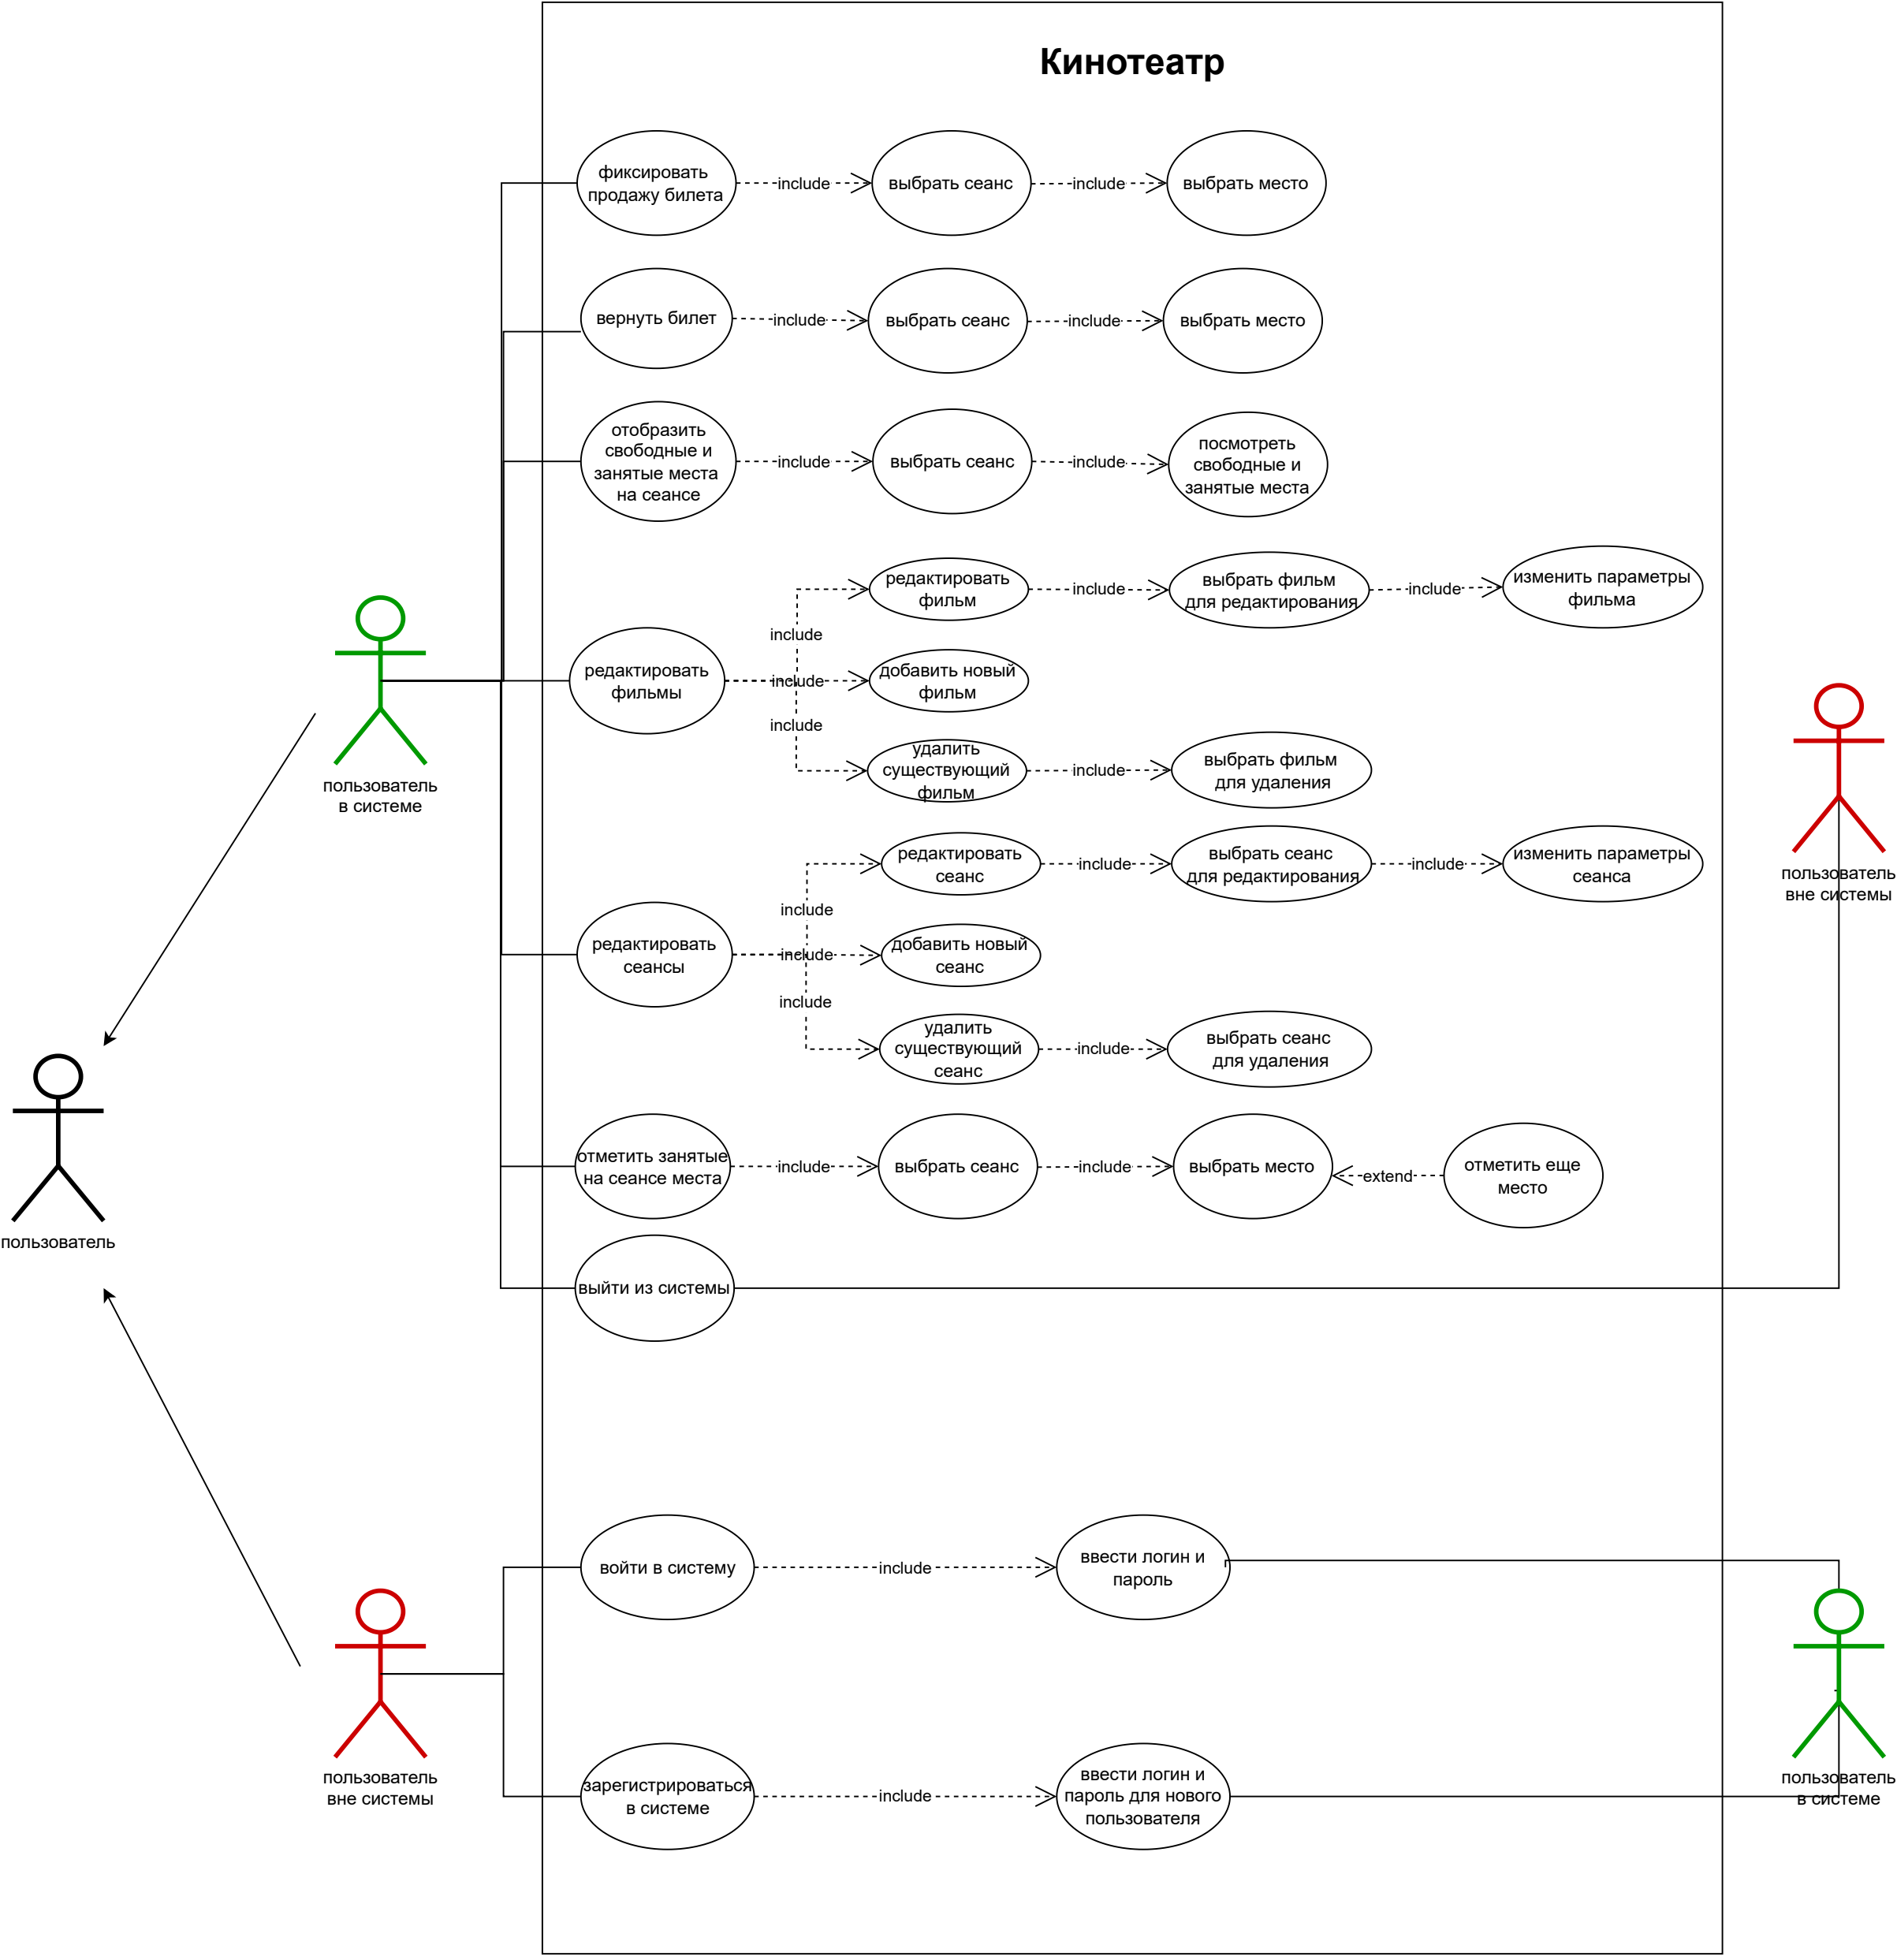 Кинотеатр
фиксировать
продажу билета
include
выбрать сеанс
include
выбрать место
вернуть билет
include
выбрать сеанс
include
выбрать место
отобразить
свободные и
занятые места
на сеансе
include
выбрать сеанс
include
посмотреть
свободные и
занятые места
редактировать
фильмы
include
редактировать
фильм
include
выбрать фильм
для редактирования
include
изменить параметры
фильма
include
добавить новый
фильм
include
удалить
существующий
фильм
include
выбрать фильм
для удаления
пользователь
в системе
пользователь
вне системы
редактировать
сеансы
include
редактировать
сеанс
include
выбрать сеанс
для редактирования
include
изменить параметры
сеанса
include
добавить новый
сеанс
include
удалить
существующий
сеанс
include
выбрать сеанс
для удаления
отметить занятые
на сеансе места
include
выбрать сеанс
include
выбрать место
extend
отметить еще
место
пользователь
выйти из системы
войти в систему
include
ввести логин и
пароль
пользователь
вне системы
зарегистрироваться
в системе
include
ввести логин и
пароль для нового
пользователя
пользователь
в системе